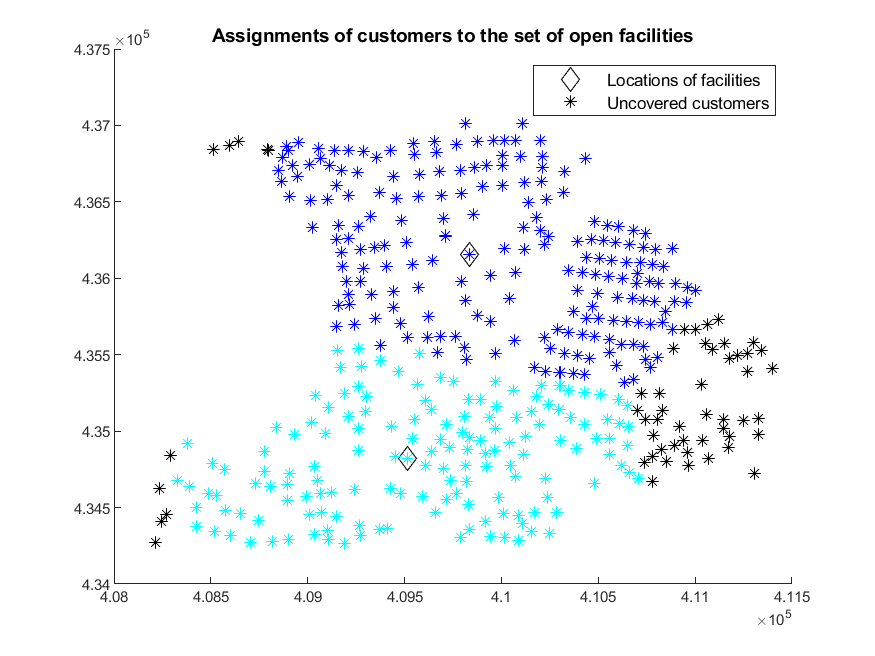 Assignments of customers to the set of open facilities
×10^5
4.375
4.37
4.365
4.36
4.355
4.35
4.345
4.34
Locations of facilities
Uncovered customers
4.08 4.085 4.09 4.095 4.1 4.105 4.11 4.115
×10^5